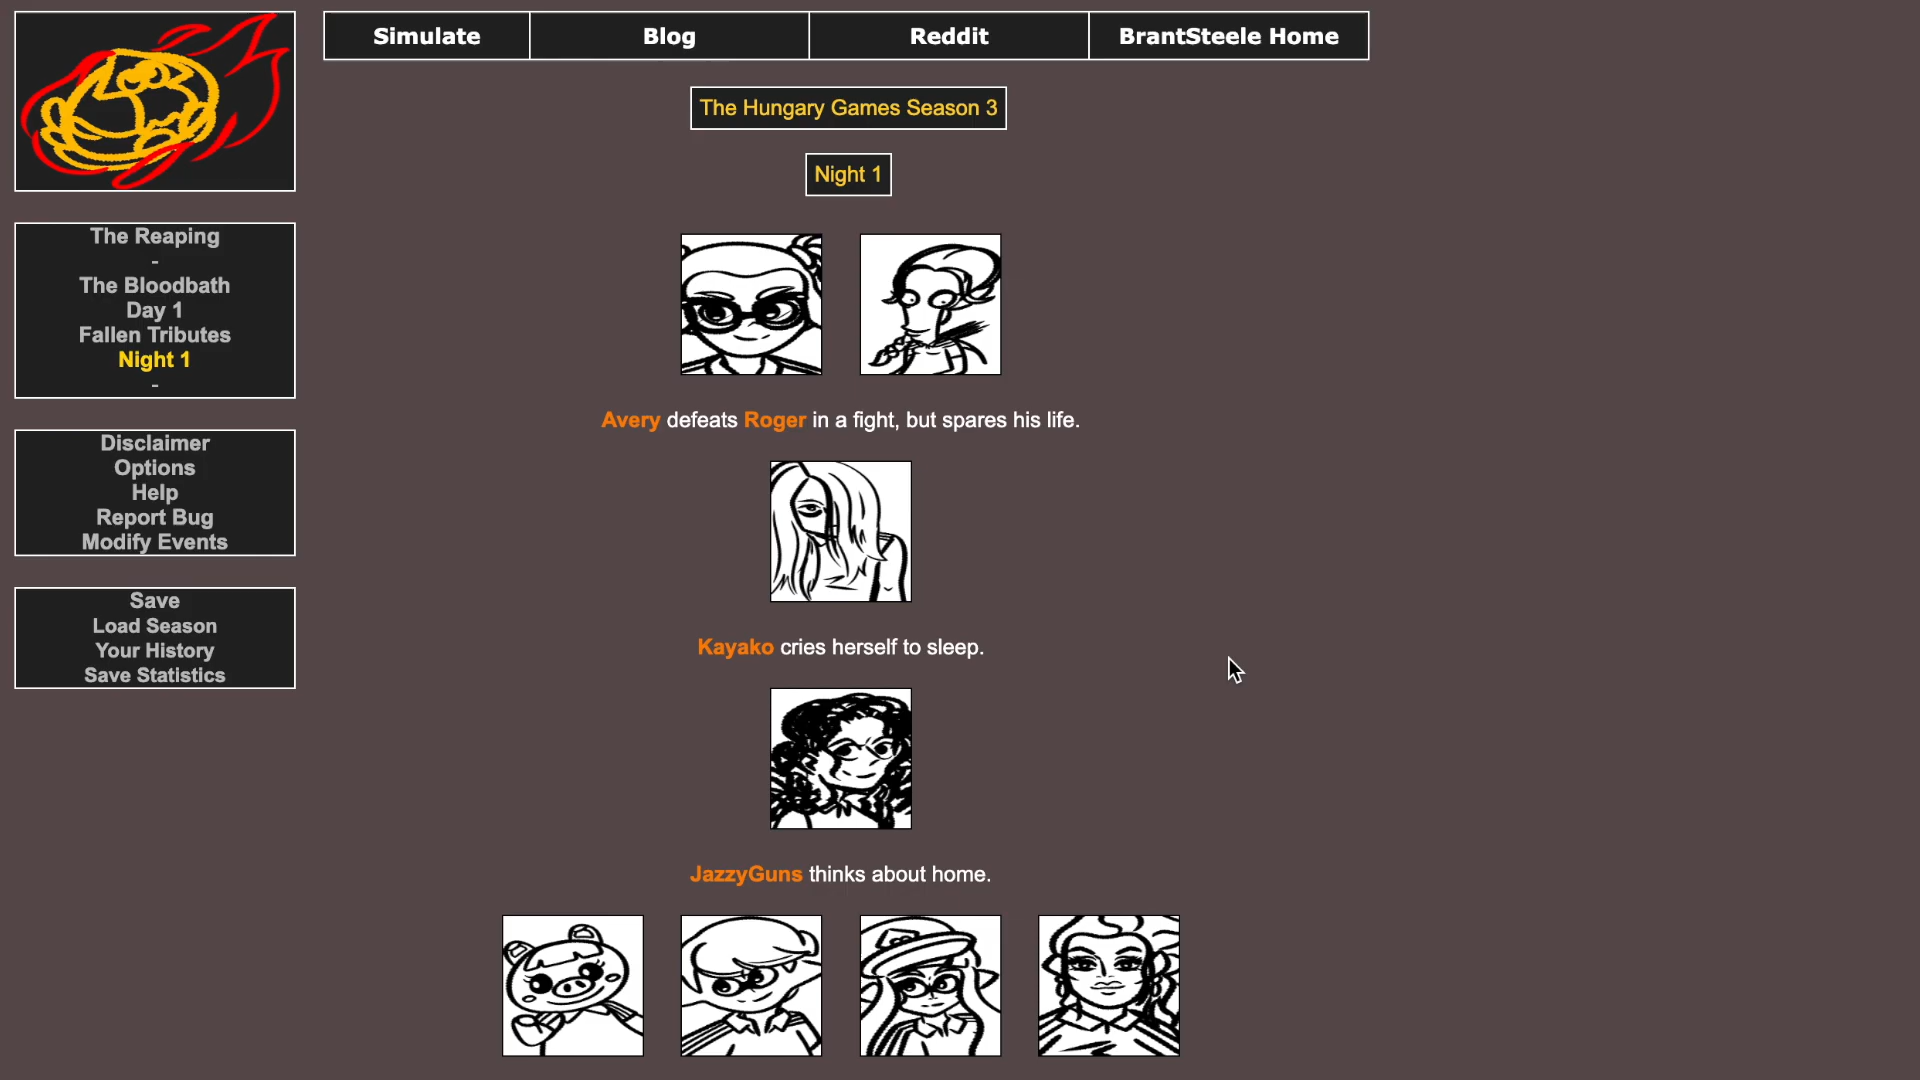 Simulate
Blog
Reddit
BrantSteele Home
The Hungary Games Season 3
Night 1
The Reaping
-
The Bloodbath
Day 1
Fallen Tributes
Night 1
-
Disclaimer
Options
Help
Report Bug
Modify Events
Save
Load Season
Your History
Save Statistics
Avery defeats Roger in a fight, but spares his life.
Kayako cries herself to sleep.
JazzyGuns thinks about home.